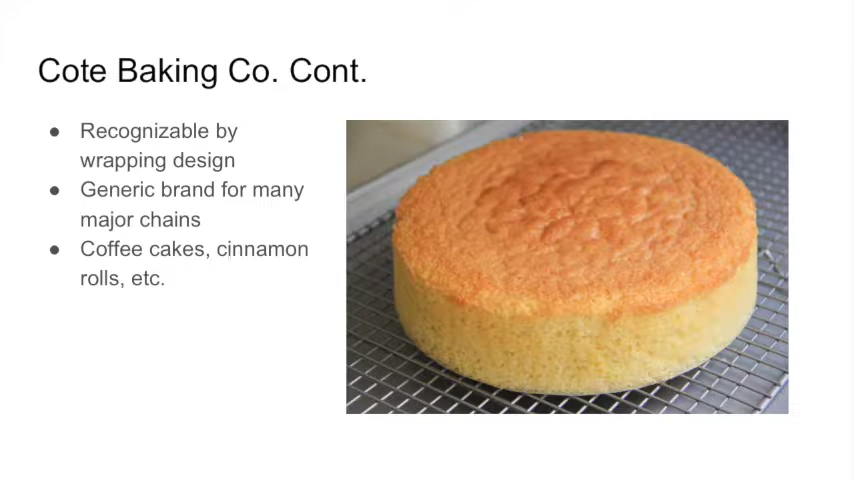 Cote Baking Co. Cont.
● Recognizable by
wrapping design
● Generic brand for many
major chains
● Coffee cakes, cinnamon
rolls, etc.